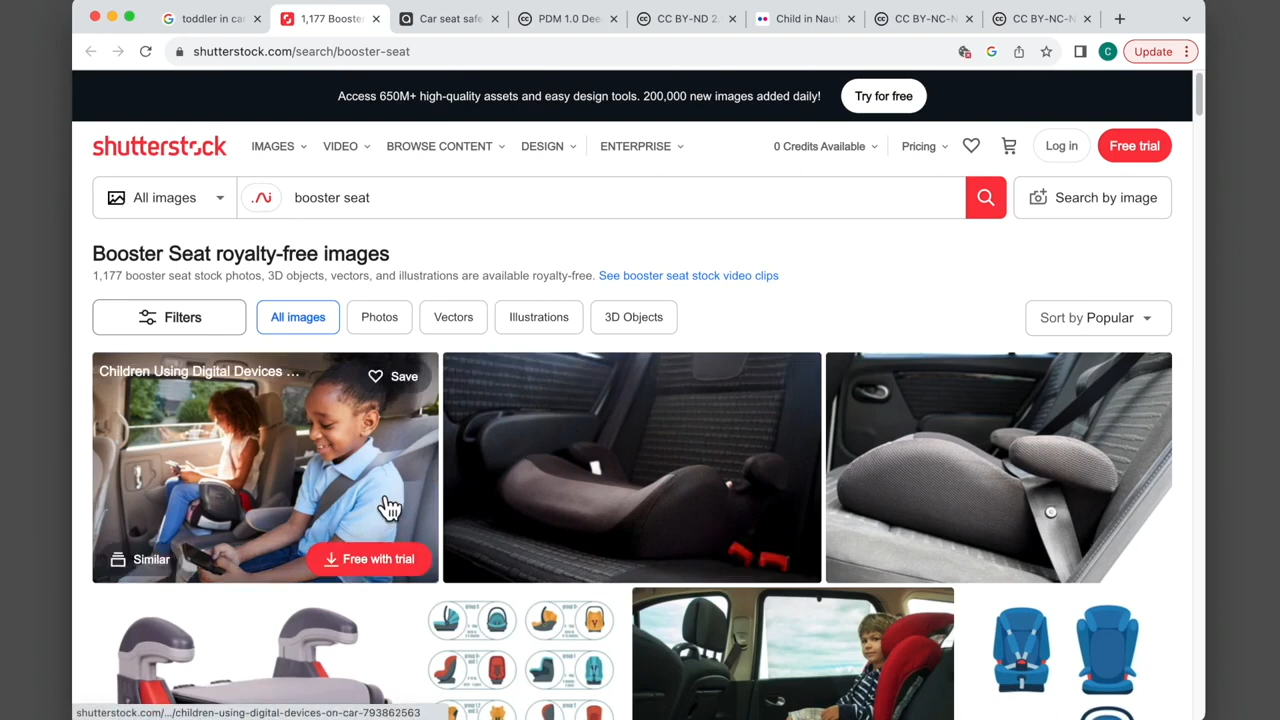 toddler in car
1,177 Booster
Car seat safe
PDM 1.0 Dee
CC BY-ND 2.
Child in Naut
CC BY-NC-N
CC BY-NC-N
shutterstock.com/search/booster-seat
C
Update
Access 650M+ high-quality assets and easy design tools. 200,000 new images added daily!
Try for free
shutterstock
IMAGES
VIDEO
BROWSE CONTENT
DESIGN
ENTERPRISE
0 Credits Available
Pricing
Log in
Free trial
All images
booster seat
Search by image
Booster Seat royalty-free images
1,177 booster seat stock photos, 3D objects, vectors, and illustrations are available royalty-free. See booster seat stock video clips
Filters
All images
Photos
Vectors
Illustrations
3D Objects
Sort by Popular
Children Using Digital Devices ...
Save
Similar
Free with trial
shutterstock.com/.../children-using-digital-devices-on-car-793862563